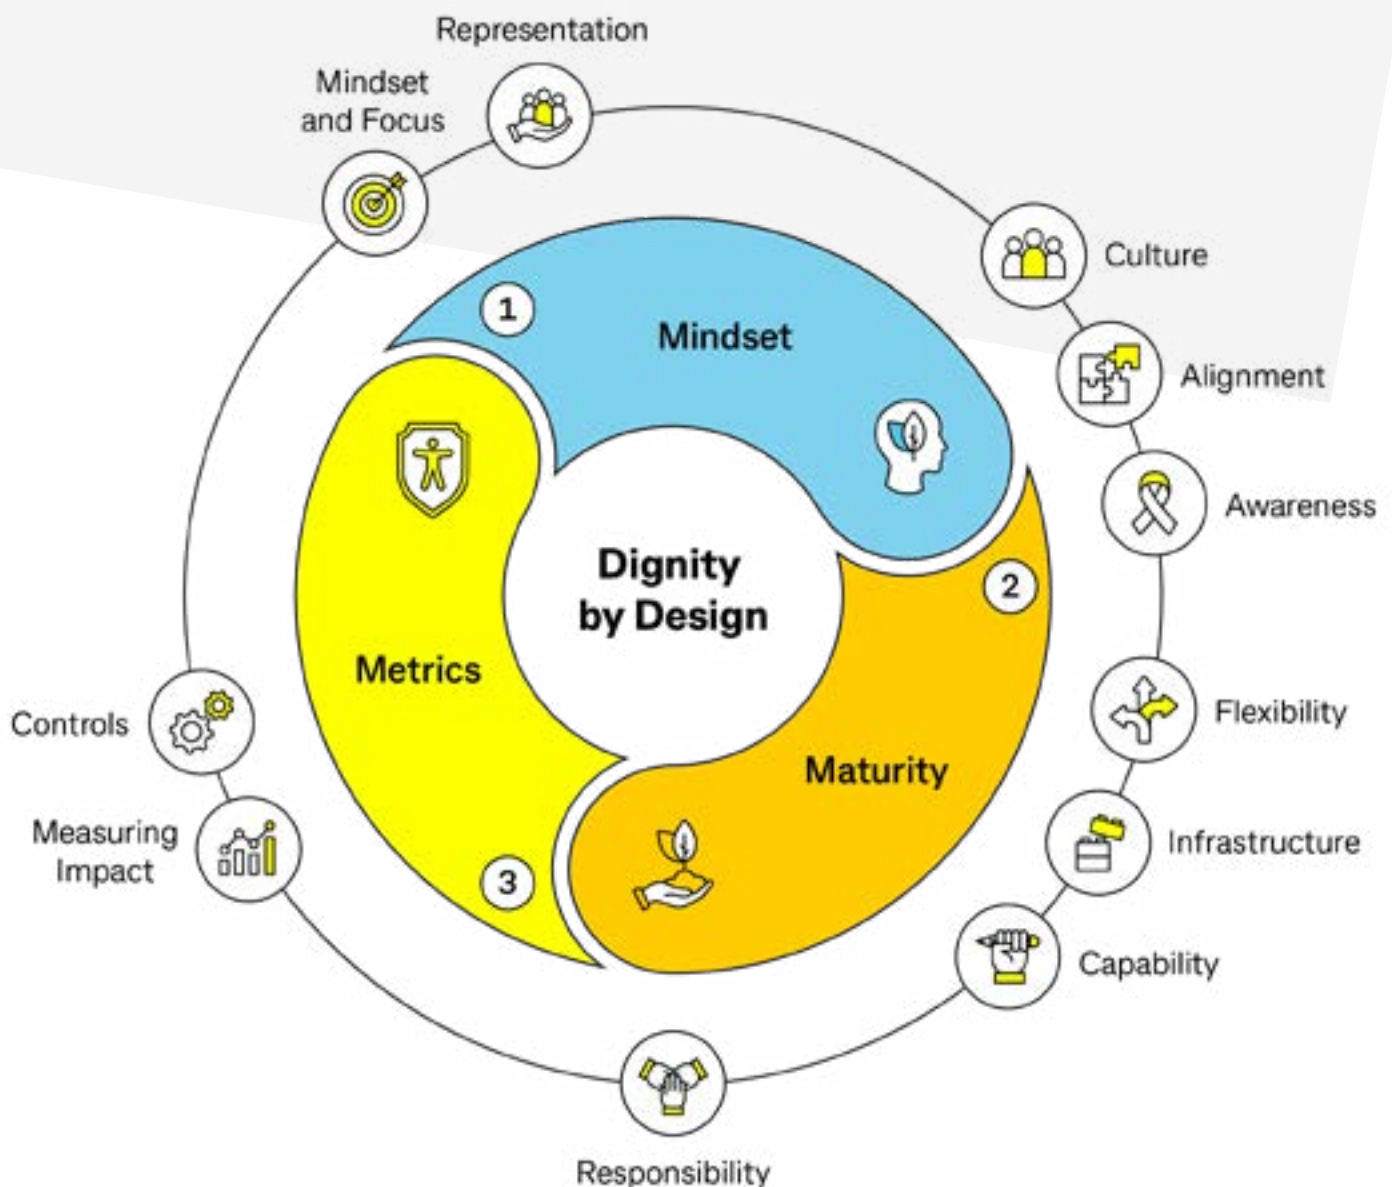 Representation
Mindset
and Focus
Culture
1
Mindset
Alignment
Awareness
Dignity
by Design
2
Metrics
Flexibility
Controls
Maturity
Measuring
Impact
Infrastructure
3
Capability
Responsibility